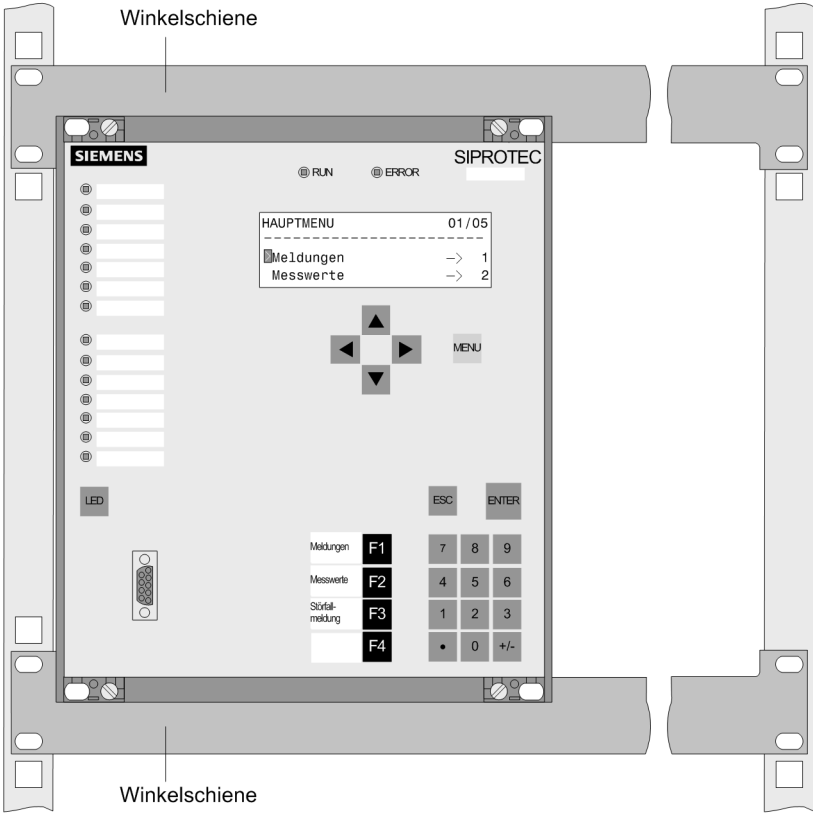 Winkelschiene
SIEMENS
SIPROTEC
RUN
ERROR
HAUPTMENU 01/05
Meldungen —> 1
Messwerte —> 2
MENU
LED
ESC
ENTER
Meldungen F1
7 8 9
Messwerte F2
4 5 6
Störfall-
meldung F3
1 2 3
F4
• 0 +/-
Winkelschiene